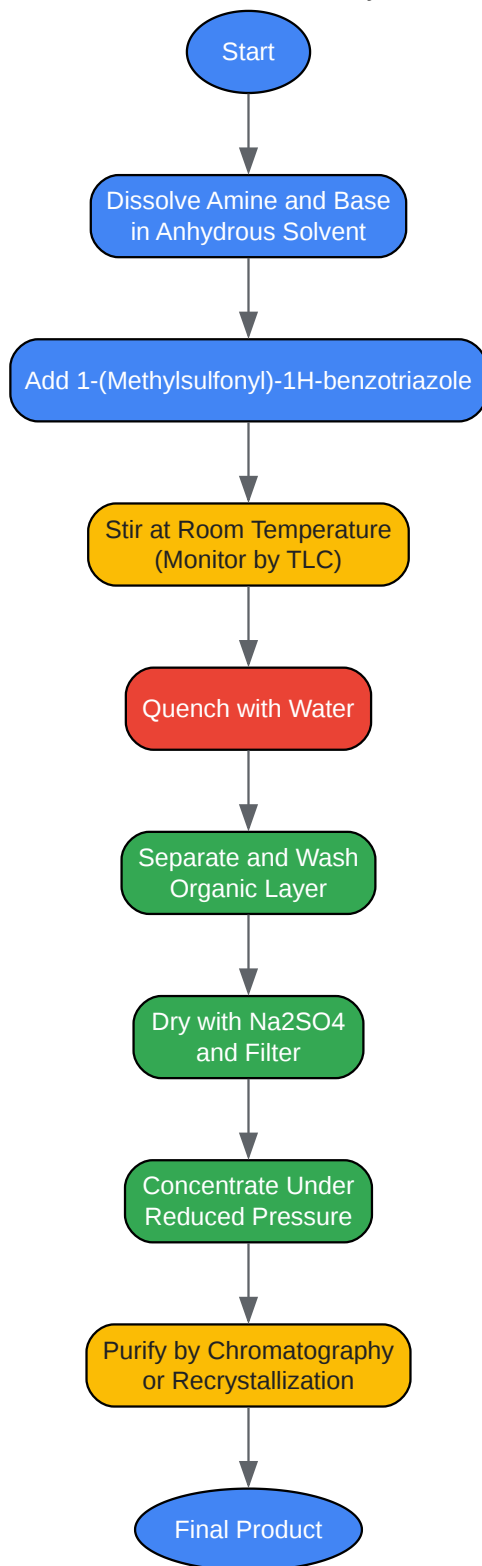 Start
Dissolve Amine and Base
in Anhydrous Solvent
Add 1-(Methylsulfonyl)-1H-benzotriazole
Stir at Room Temperature
(Monitor by TLC)
Quench with Water
Separate and Wash
Organic Layer
Dry with Na2SO4
and Filter
Concentrate Under
Reduced Pressure
Purify by Chromatography
or Recrystallization
Final Product